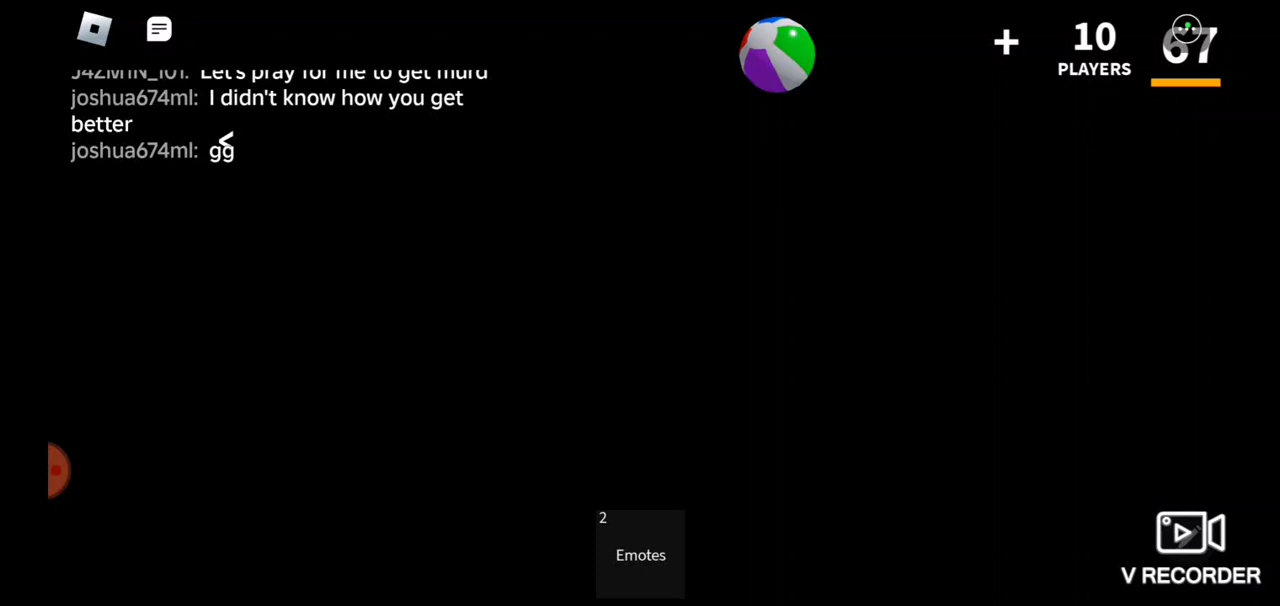 10
67
PLAYERS
J4ZM1N_101: Let's pray for me to get murd
joshua674ml: I didn't know how you get
better
joshua674ml: gg
2
Emotes
V RECORDER